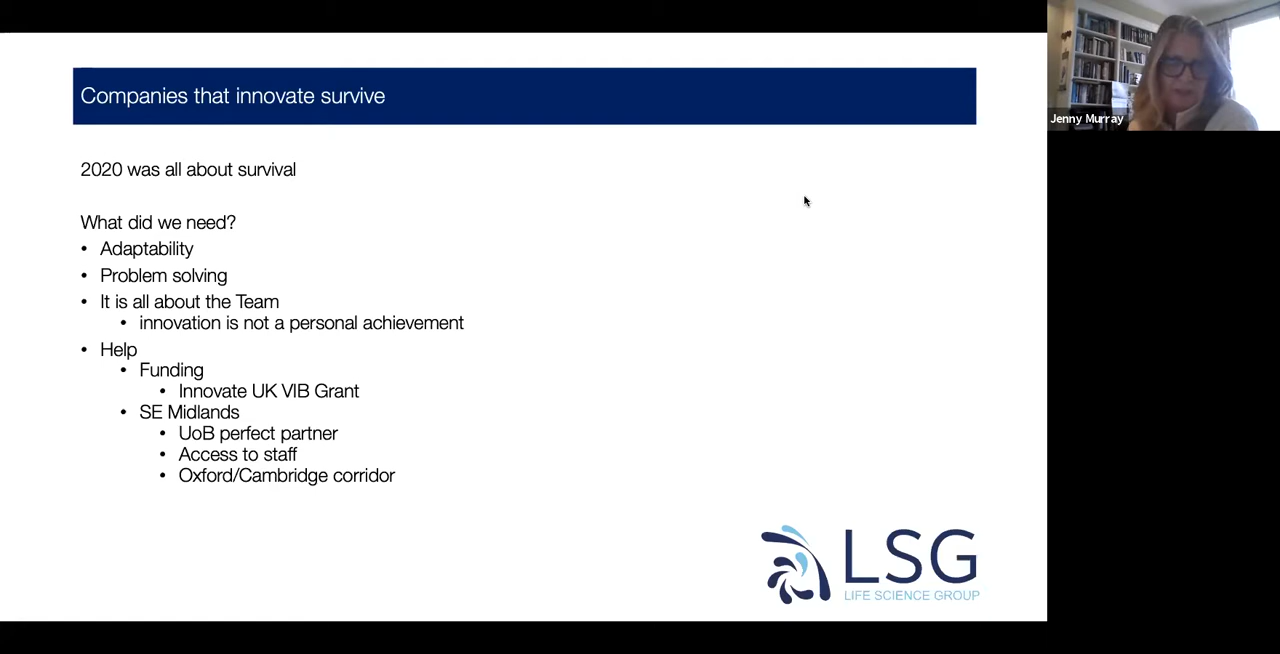 Companies that innovate survive
2020 was all about survival
What did we need?
• Adaptability
• Problem solving
• It is all about the Team
• innovation is not a personal achievement
• Help
• Funding
• Innovate UK VIB Grant
• SE Midlands
• UoB perfect partner
• Access to staff
• Oxford/Cambridge corridor
LSG
LIFE SCIENCE GROUP
Jenny Murray